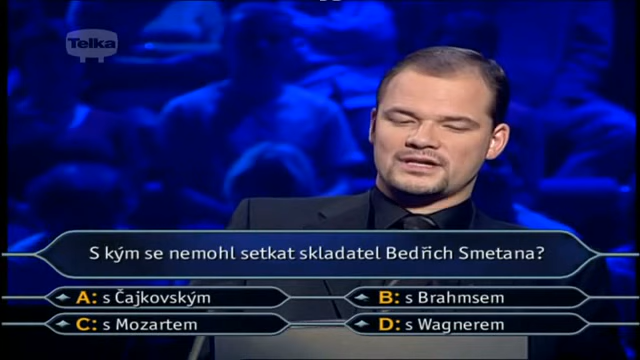 Telka
S kým se nemohl setkat skladatel Bedřich Smetana?
A: s Čajkovským
B: s Brahmsem
C: s Mozartem
D: s Wagnerem